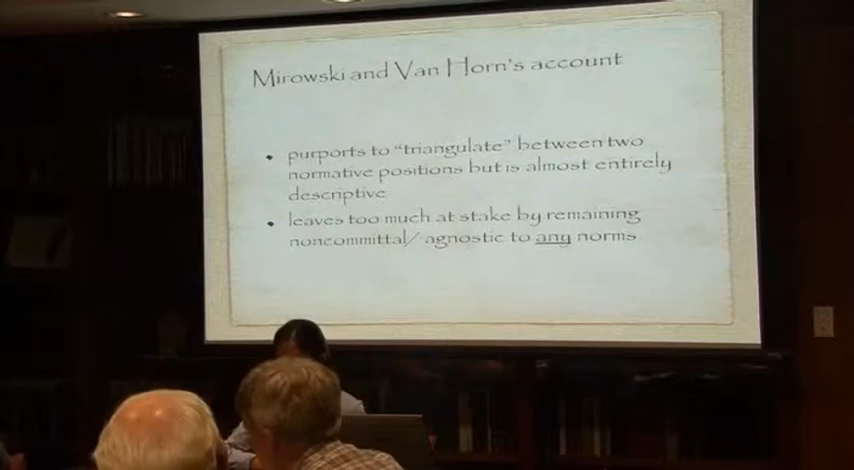 Mirowski and Van Horn's account
• purports to "triangulate" between two
normative positions but is almost entirely
descriptive
• leaves too much at stake by remaining
noncommittal/ agnostic to any norms